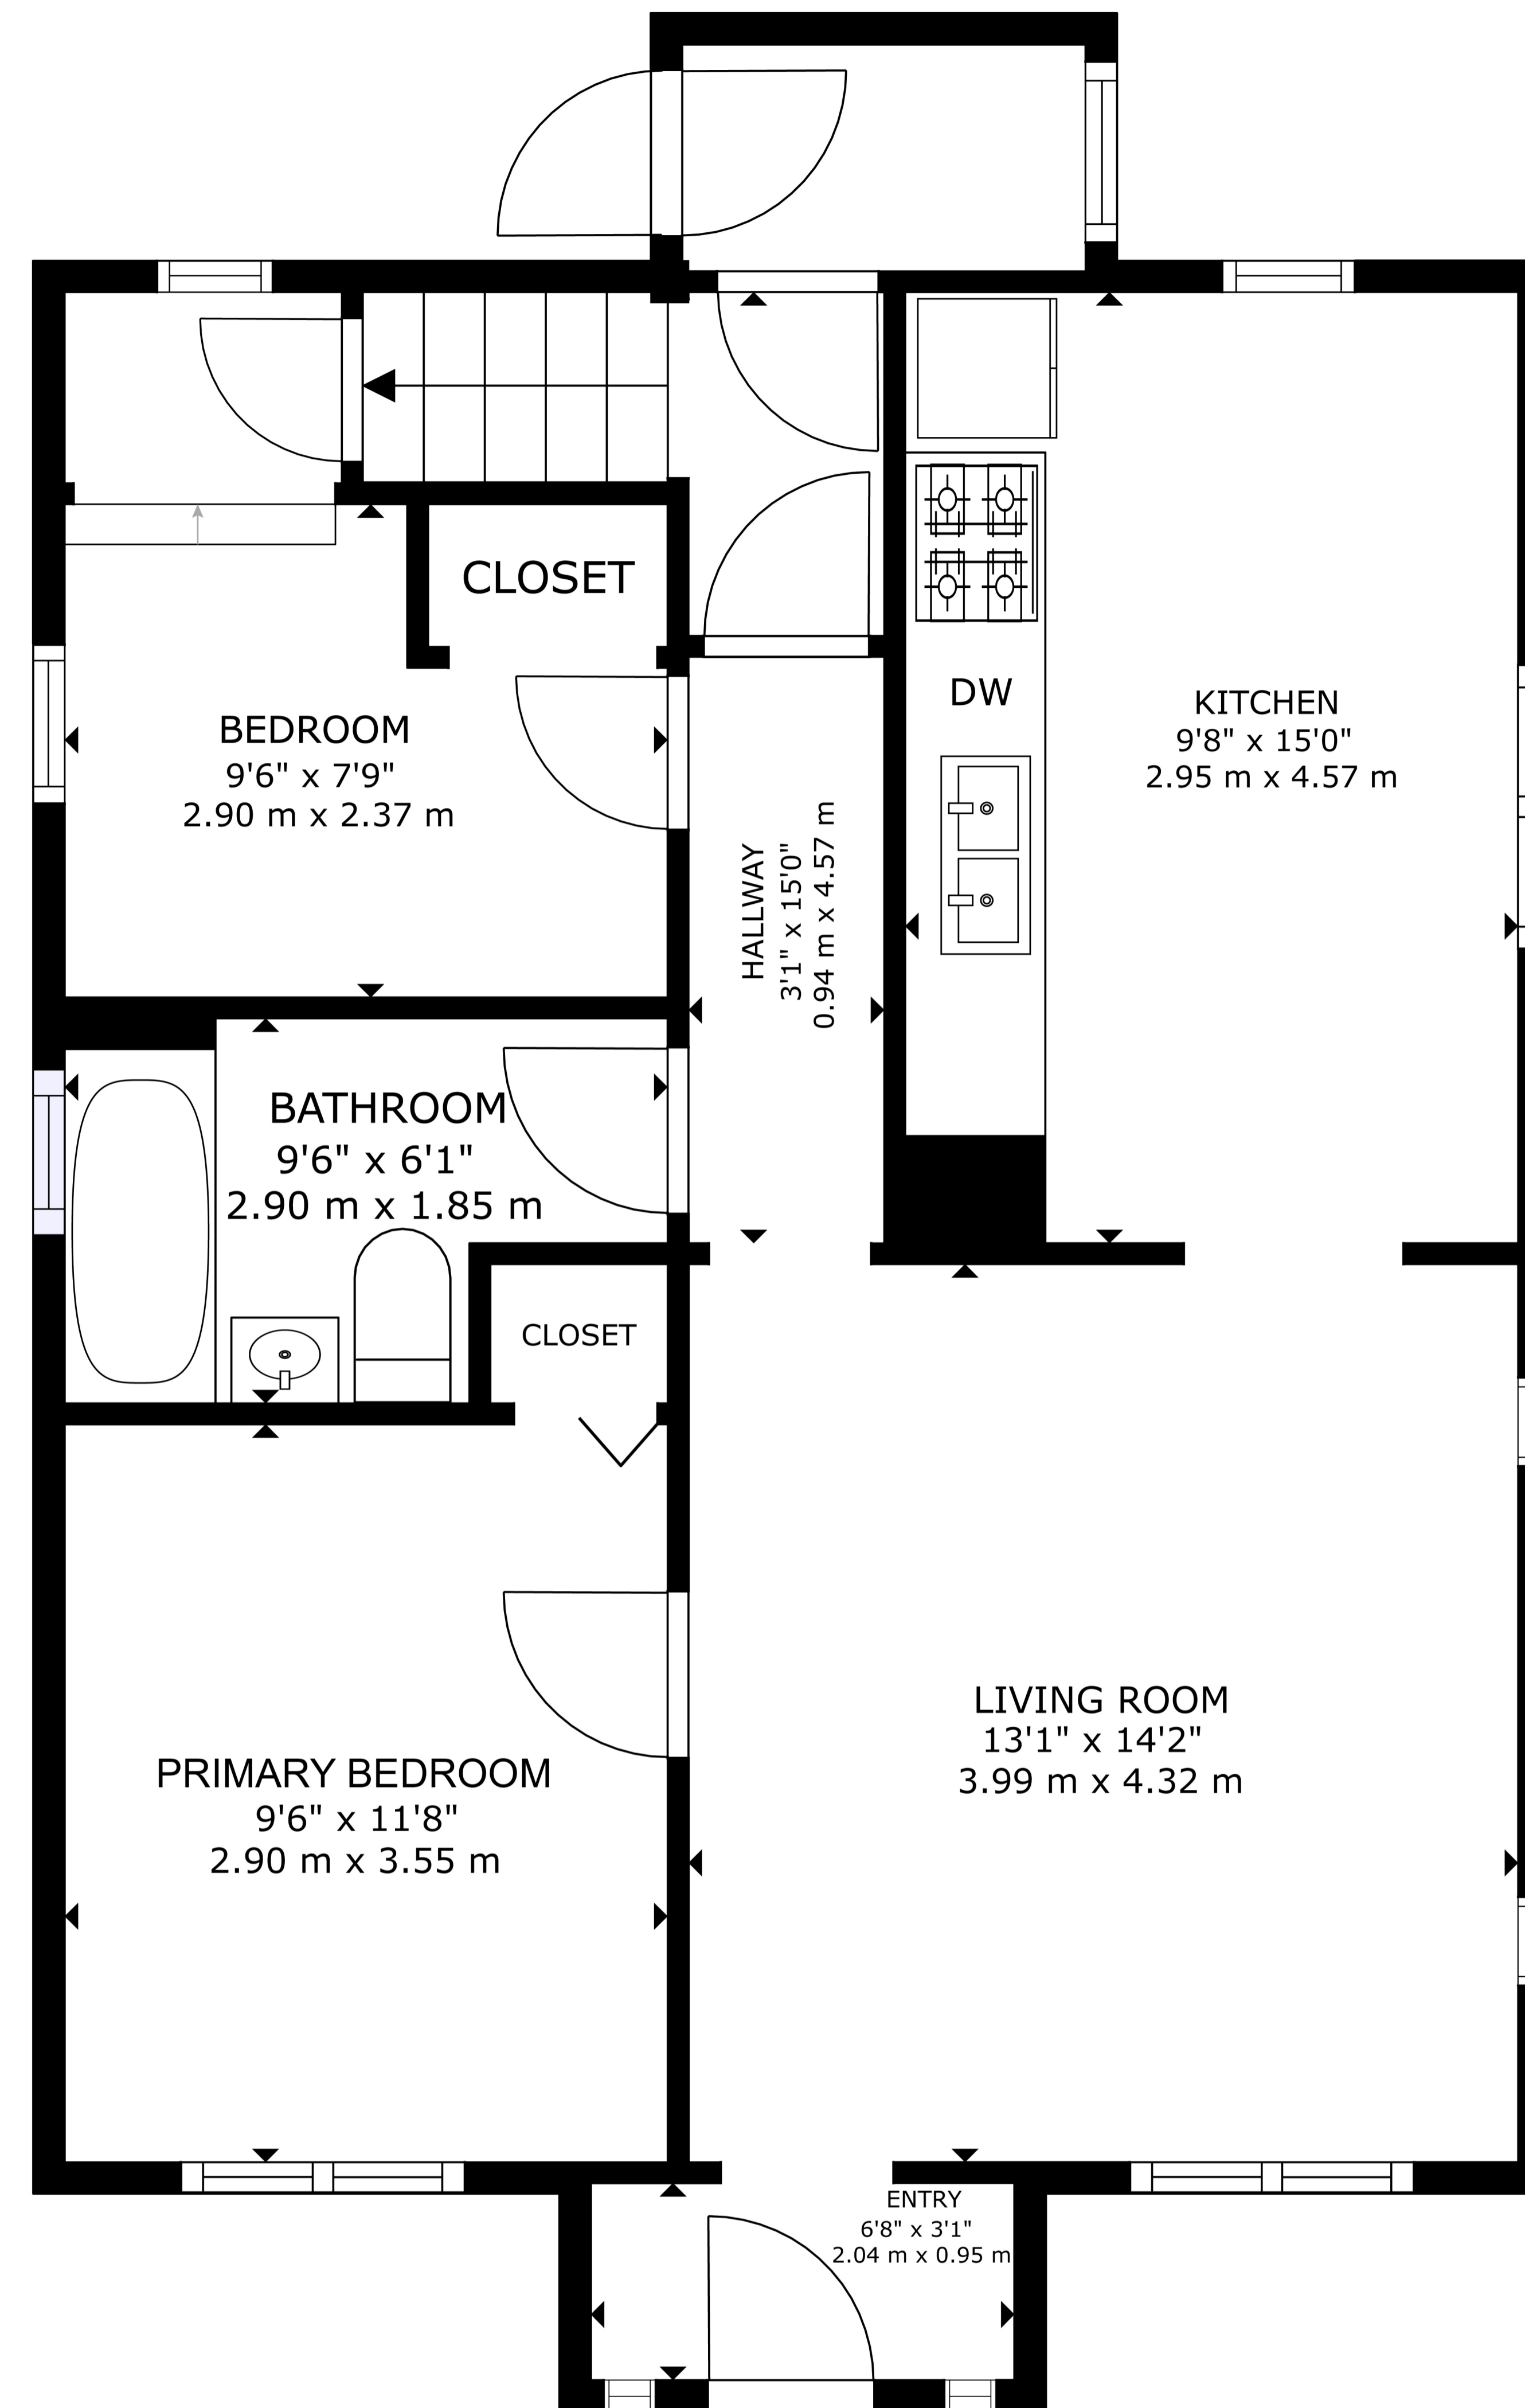 CLOSET
DW
BEDROOM
9'6" x 7'9"
2.90 m x 2.37 m
KITCHEN
9'8" x 15'0"
2.95 m x 4.57 m
HALLWAY
3'1" x 15'0"
0.94 m x 4.57 m
BATHROOM
9'6" x 6'1"
2.90 m x 1.85 m
CLOSET
LIVING ROOM
13'1" x 14'2"
3.99 m x 4.32 m
PRIMARY BEDROOM
9'6" x 11'8"
2.90 m x 3.55 m
ENTRY
6'8" x 3'1"
2.04 m x 0.95 m